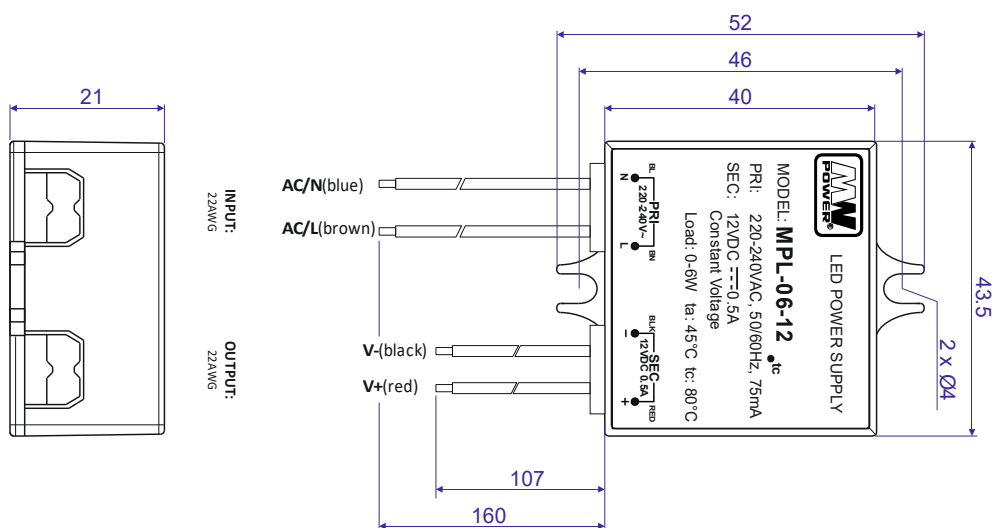 52
46
40
21
43.5
2 x Ø4
107
160
INPUT:
22AWG
OUTPUT:
22AWG
AC/N(blue)
AC/L(brown)
V-(black)
V+(red)
MW
POWER®
LED POWER SUPPLY
MODEL: MPL-06-12
PRI: 220-240VAC, 50/60Hz, 75mA
SEC: 12VDC ⎓ 0.5A
Constant Voltage
Load: 0-6W ta: 45°C tc: 80°C
•tc
BL
BN
N
PRI
L
220-240V~
BLK
RED
−
SEC
+
12VDC 0.5A